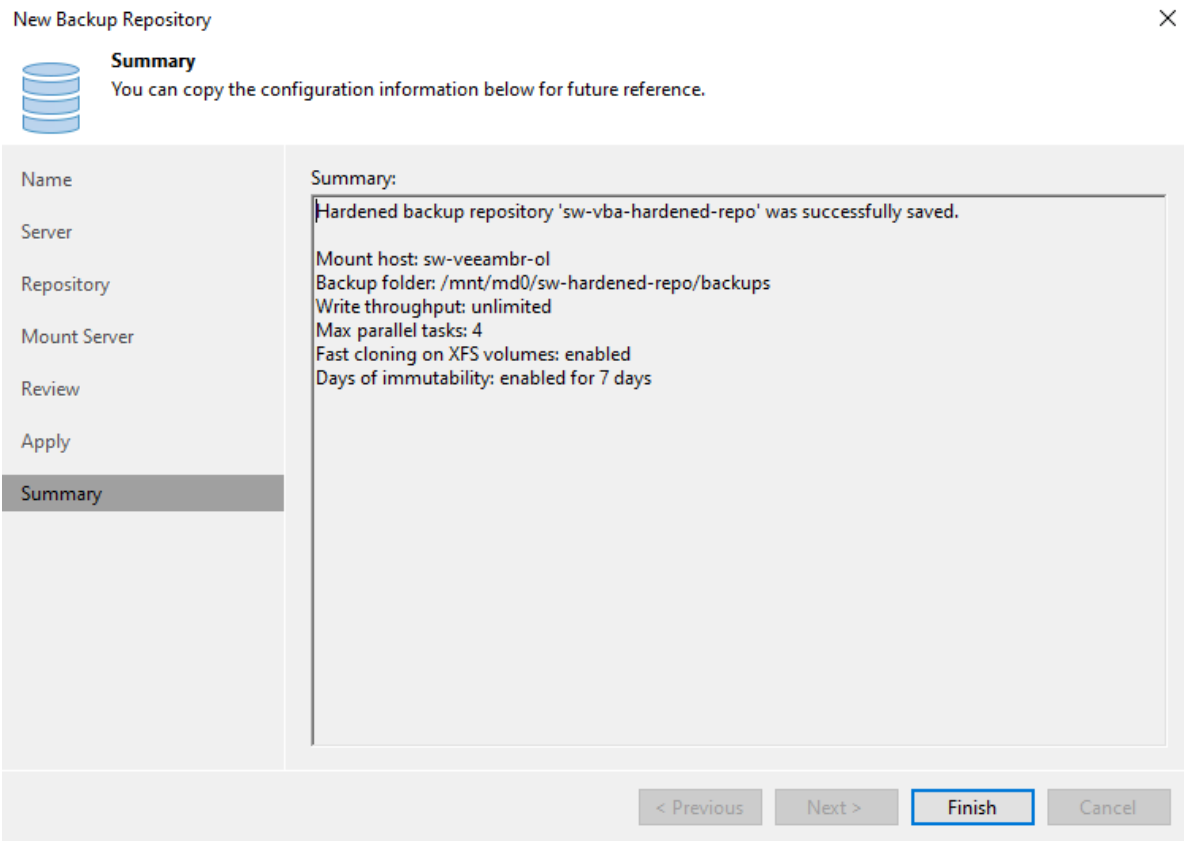 New Backup Repository
Summary
You can copy the configuration information below for future reference.
Name
Server
Repository
Mount Server
Review
Apply
Summary
Summary:
Hardened backup repository 'sw-vba-hardened-repo' was successfully saved.
Mount host: sw-veeambr-ol
Backup folder: /mnt/md0/sw-hardened-repo/backups
Write throughput: unlimited
Max parallel tasks: 4
Fast cloning on XFS volumes: enabled
Days of immutability: enabled for 7 days
< Previous
Next >
Finish
Cancel